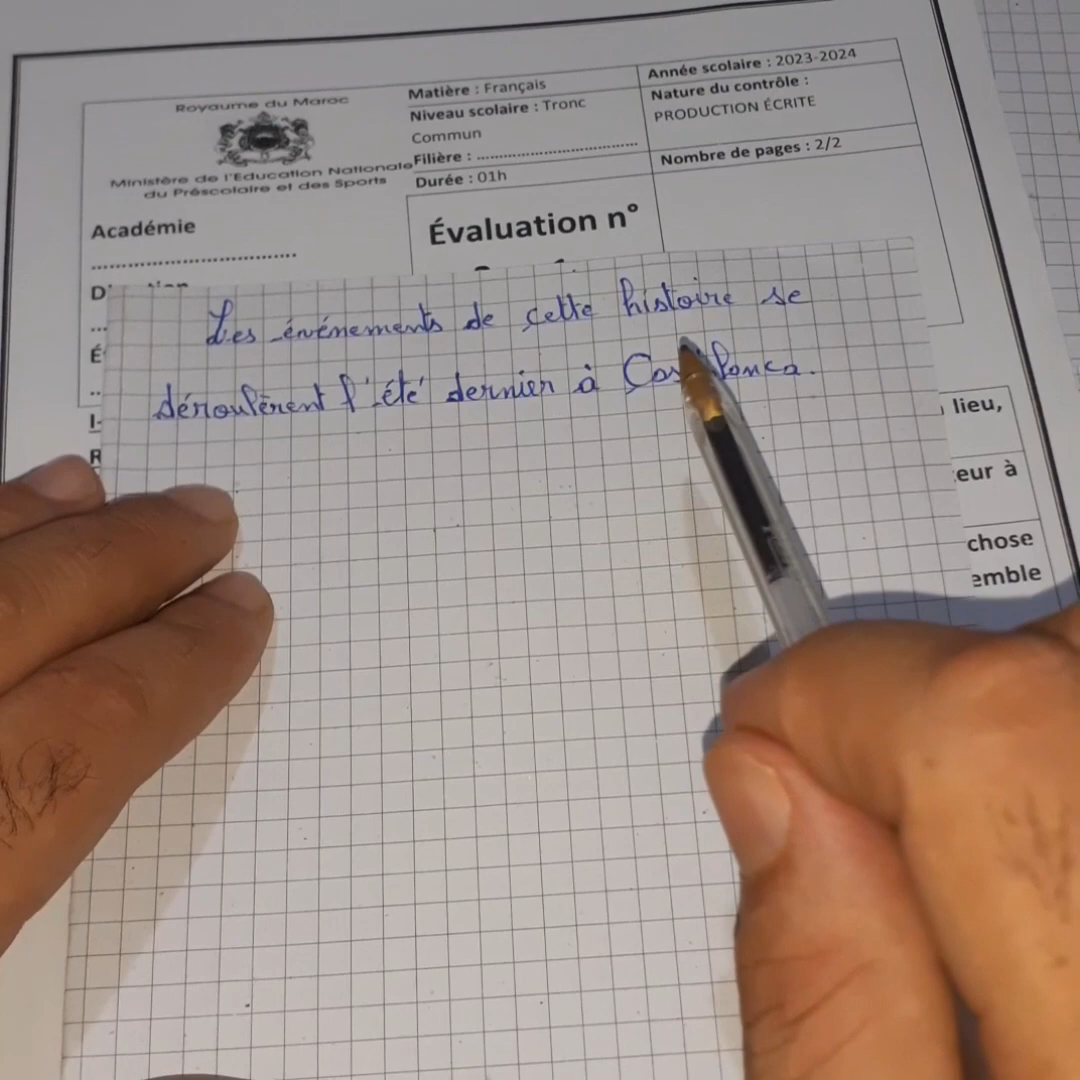 Royaume du Maroc
Ministère de l'Education Nationale
du Préscolaire et des Sports
Académie
Matière : Français
Niveau scolaire : Tronc
Commun
Filière : ........................................
Durée : 01h
Année scolaire : 2023-2024
Nature du contrôle :
PRODUCTION ÉCRITE
Nombre de pages : 2/2
Évaluation n°
Les événements de cette histoire se
déroulèrent l'été dernier à
lieu,
eur à
chose
emble